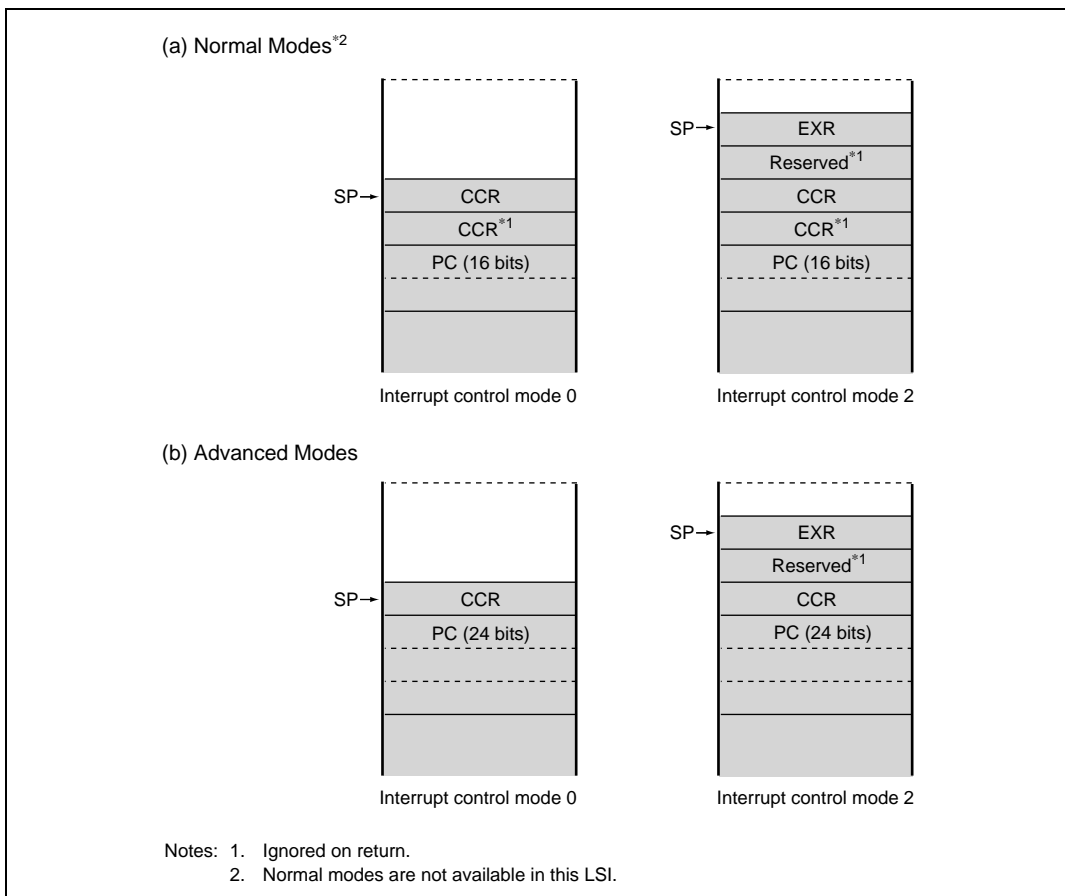 (a) Normal Modes*2
SP
CCR
CCR*1
PC (16 bits)
Interrupt control mode 0
SP
EXR
Reserved*1
CCR
CCR*1
PC (16 bits)
Interrupt control mode 2
(b) Advanced Modes
SP
CCR
PC (24 bits)
Interrupt control mode 0
SP
EXR
Reserved*1
CCR
PC (24 bits)
Interrupt control mode 2
Notes: 1. Ignored on return.
2. Normal modes are not available in this LSI.